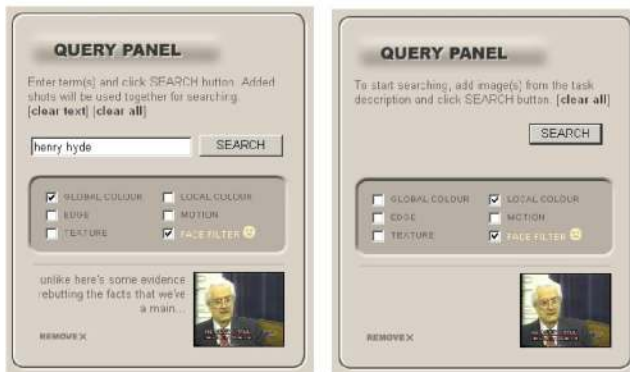 QUERY PANEL
Enter term(s) and click SEARCH button. Added
shots will be used together for searching.
[clear text] [clear all]
henry hyde
SEARCH
GLOBAL COLOUR
LOCAL COLOUR
EDGE
MOTION
TEXTURE
FACE FILTER
unlike here's some evidence
rebutting the facts that we've
a main...
REMOVE X
QUERY PANEL
To start searching, add image(s) from the task
description and click SEARCH button. [clear all]
SEARCH
GLOBAL COLOUR
LOCAL COLOUR
EDGE
MOTION
TEXTURE
FACE FILTER
REMOVE X